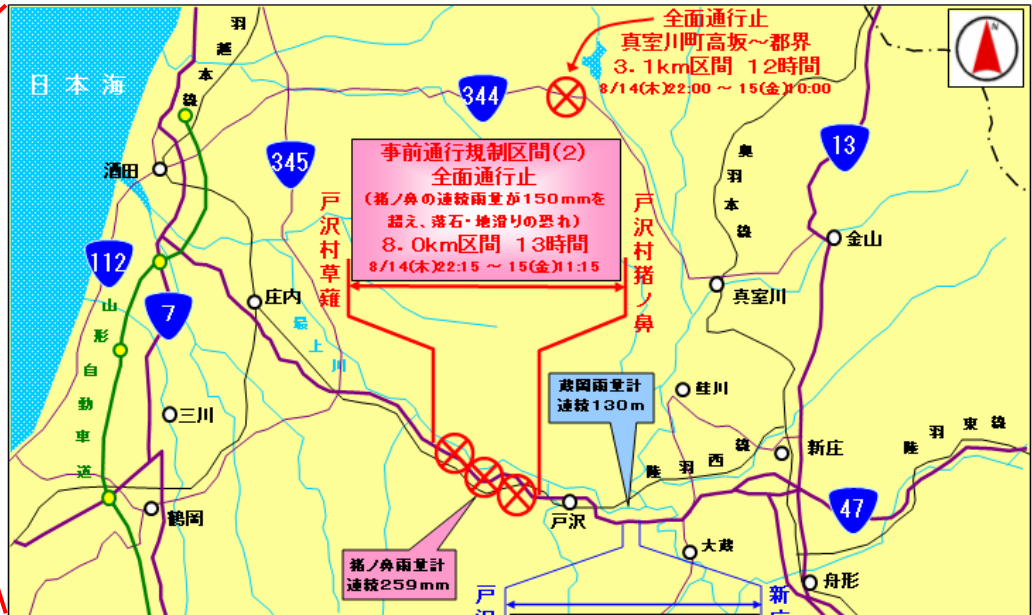 全面通行止
真室川町高坂～郡界
3.1km区間 12時間
8/14(木)22:00 ～ 15(金)10:00
N
羽越本線
日本海
344
13
345
酒田
事前通行規制区間(2)
全面通行止
(猪ノ鼻の連続雨量が150mmを
超え、落石・地滑りの恐れ)
8.0km区間 13時間
8/14(木)22:15 ～ 15(金)11:15
戸沢村草薙
戸沢村猪ノ鼻
奥羽本線
金山
112
真室川
7
庄内
最上川
山形自動車道
蔵岡雨量計
連続130m
鮭川
三川
陸羽西線
新庄
陸羽東線
47
鶴岡
戸沢
大蔵
猪ノ鼻雨量計
連続259mm
舟形
戸
新